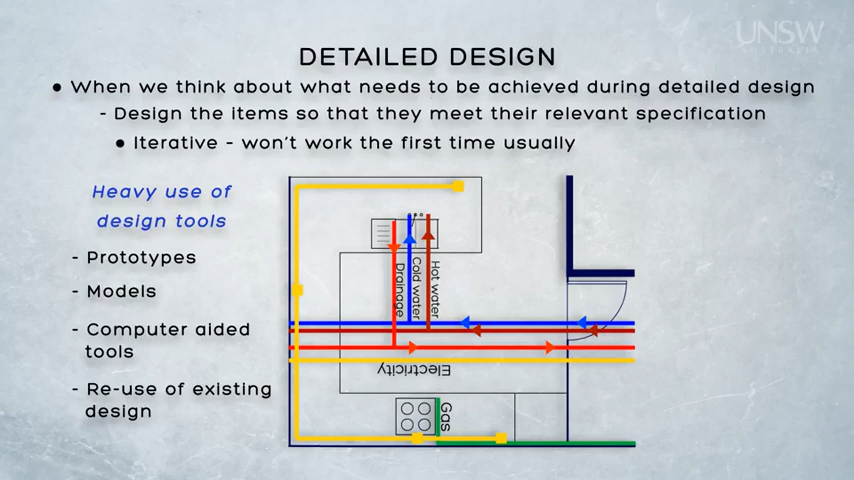 UNSW
AUSTRALIA
DETAILED DESIGN
• When we think about what needs to be achieved during detailed design
- Design the items so that they meet their relevant specification
• Iterative - won't work the first time usually
Heavy use of
design tools
- Prototypes
- Models
- Computer aided
tools
- Re-use of existing
design
Drainage
Cold water
Hot water
Electricity
Gas